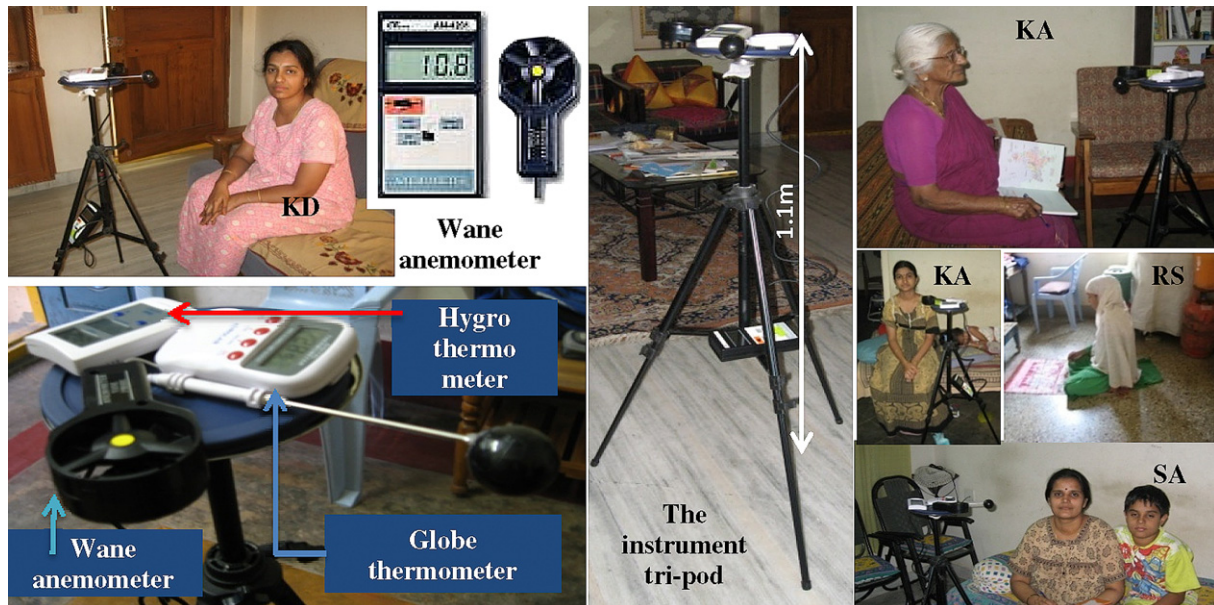 KD
10.8
Wane
anemometer
Hygro
thermo
meter
Wane
anemometer
Globe
thermometer
1.1m
The
instrument
tri-pod
KA
KA
RS
SA